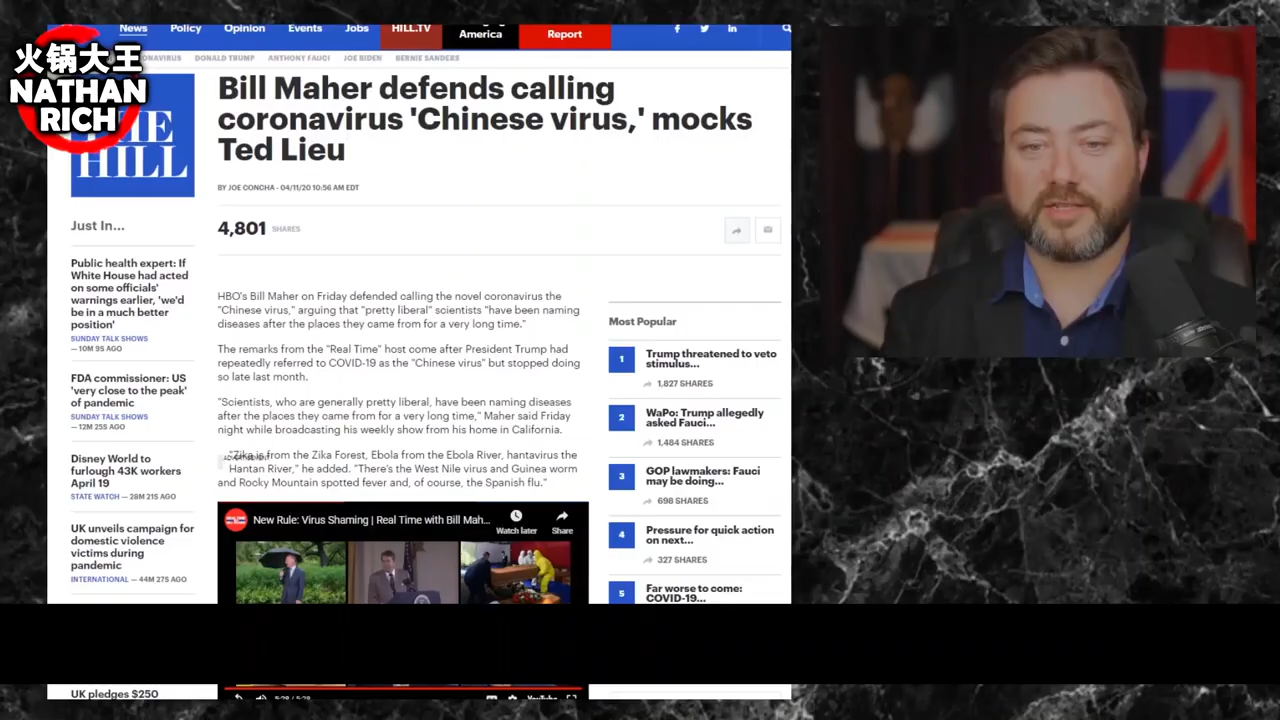 News Policy Opinion Events Jobs HILL.TV America Report
DONALD TRUMP ANTHONY FAUCI JOE BIDEN BERNIE SANDERS
火锅大王
NATHAN
RICH
THE
HILL
Bill Maher defends calling
coronavirus 'Chinese virus,' mocks
Ted Lieu
BY JOE CONCHA - 04/11/20 10:56 AM EDT
4,801 SHARES
Just In...
Public health expert: If
White House had acted
on some officials'
warnings earlier, 'we'd
be in a much better
position'
SUNDAY TALK SHOWS
— 10M 9S AGO
FDA commissioner: US
'very close to the peak'
of pandemic
SUNDAY TALK SHOWS
— 12M 25S AGO
Disney World to
furlough 43K workers
April 19
STATE WATCH — 28M 21S AGO
UK unveils campaign for
domestic violence
victims during
pandemic
INTERNATIONAL — 44M 27S AGO
UK pledges $250
HBO's Bill Maher on Friday defended calling the novel coronavirus the
"Chinese virus," arguing that "pretty liberal" scientists "have been naming
diseases after the places they came from for a very long time."
The remarks from the "Real Time" host come after President Trump had
repeatedly referred to COVID-19 as the "Chinese virus" but stopped doing
so late last month.
"Scientists, who are generally pretty liberal, have been naming diseases
after the places they came from for a very long time," Maher said Friday
night while broadcasting his weekly show from his home in California.
"Zika is from the Zika Forest, Ebola from the Ebola River, hantavirus the
Hantan River," he added. "There's the West Nile virus and Guinea worm
and Rocky Mountain spotted fever and, of course, the Spanish flu."
New Rule: Virus Shaming | Real Time with Bill Mah...
Watch later Share
5:28 / 5:28 YouTube
Most Popular
1 Trump threatened to veto
stimulus...
1,827 SHARES
2 WaPo: Trump allegedly
asked Fauci...
1,484 SHARES
3 GOP lawmakers: Fauci
may be doing...
698 SHARES
4 Pressure for quick action
on next...
327 SHARES
5 Far worse to come:
COVID-19...